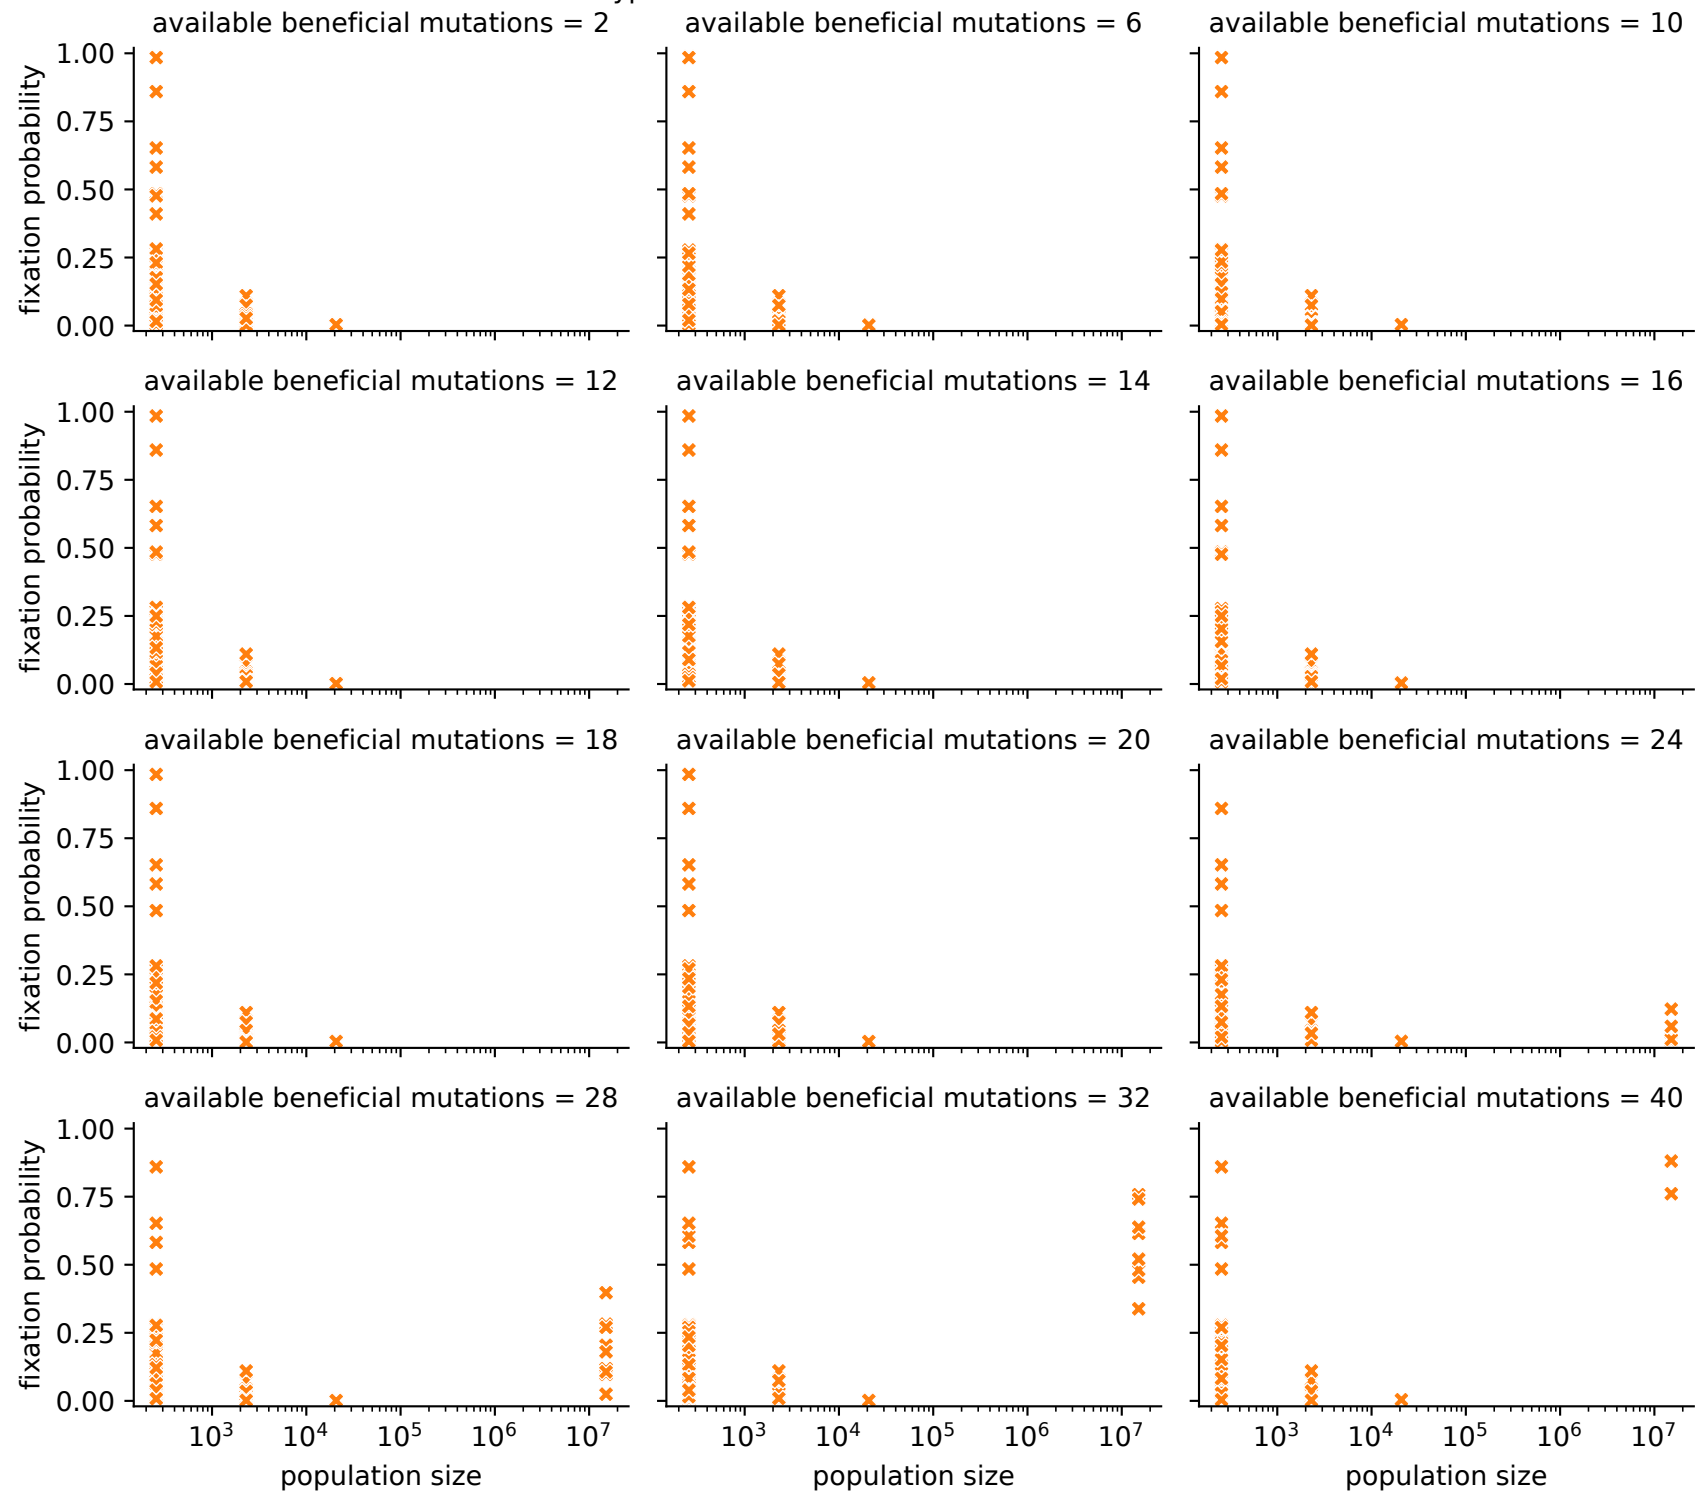 available beneficial mutations = 2
available beneficial mutations = 6
available beneficial mutations = 10
fixation probability
1.00
0.75
0.50
0.25
0.00
available beneficial mutations = 12
available beneficial mutations = 14
available beneficial mutations = 16
fixation probability
1.00
0.75
0.50
0.25
0.00
available beneficial mutations = 18
available beneficial mutations = 20
available beneficial mutations = 24
fixation probability
1.00
0.75
0.50
0.25
0.00
available beneficial mutations = 28
available beneficial mutations = 32
available beneficial mutations = 40
fixation probability
1.00
0.75
0.50
0.25
0.00
10³ 10⁴ 10⁵ 10⁶ 10⁷
10³ 10⁴ 10⁵ 10⁶ 10⁷
10³ 10⁴ 10⁵ 10⁶ 10⁷
population size
population size
population size